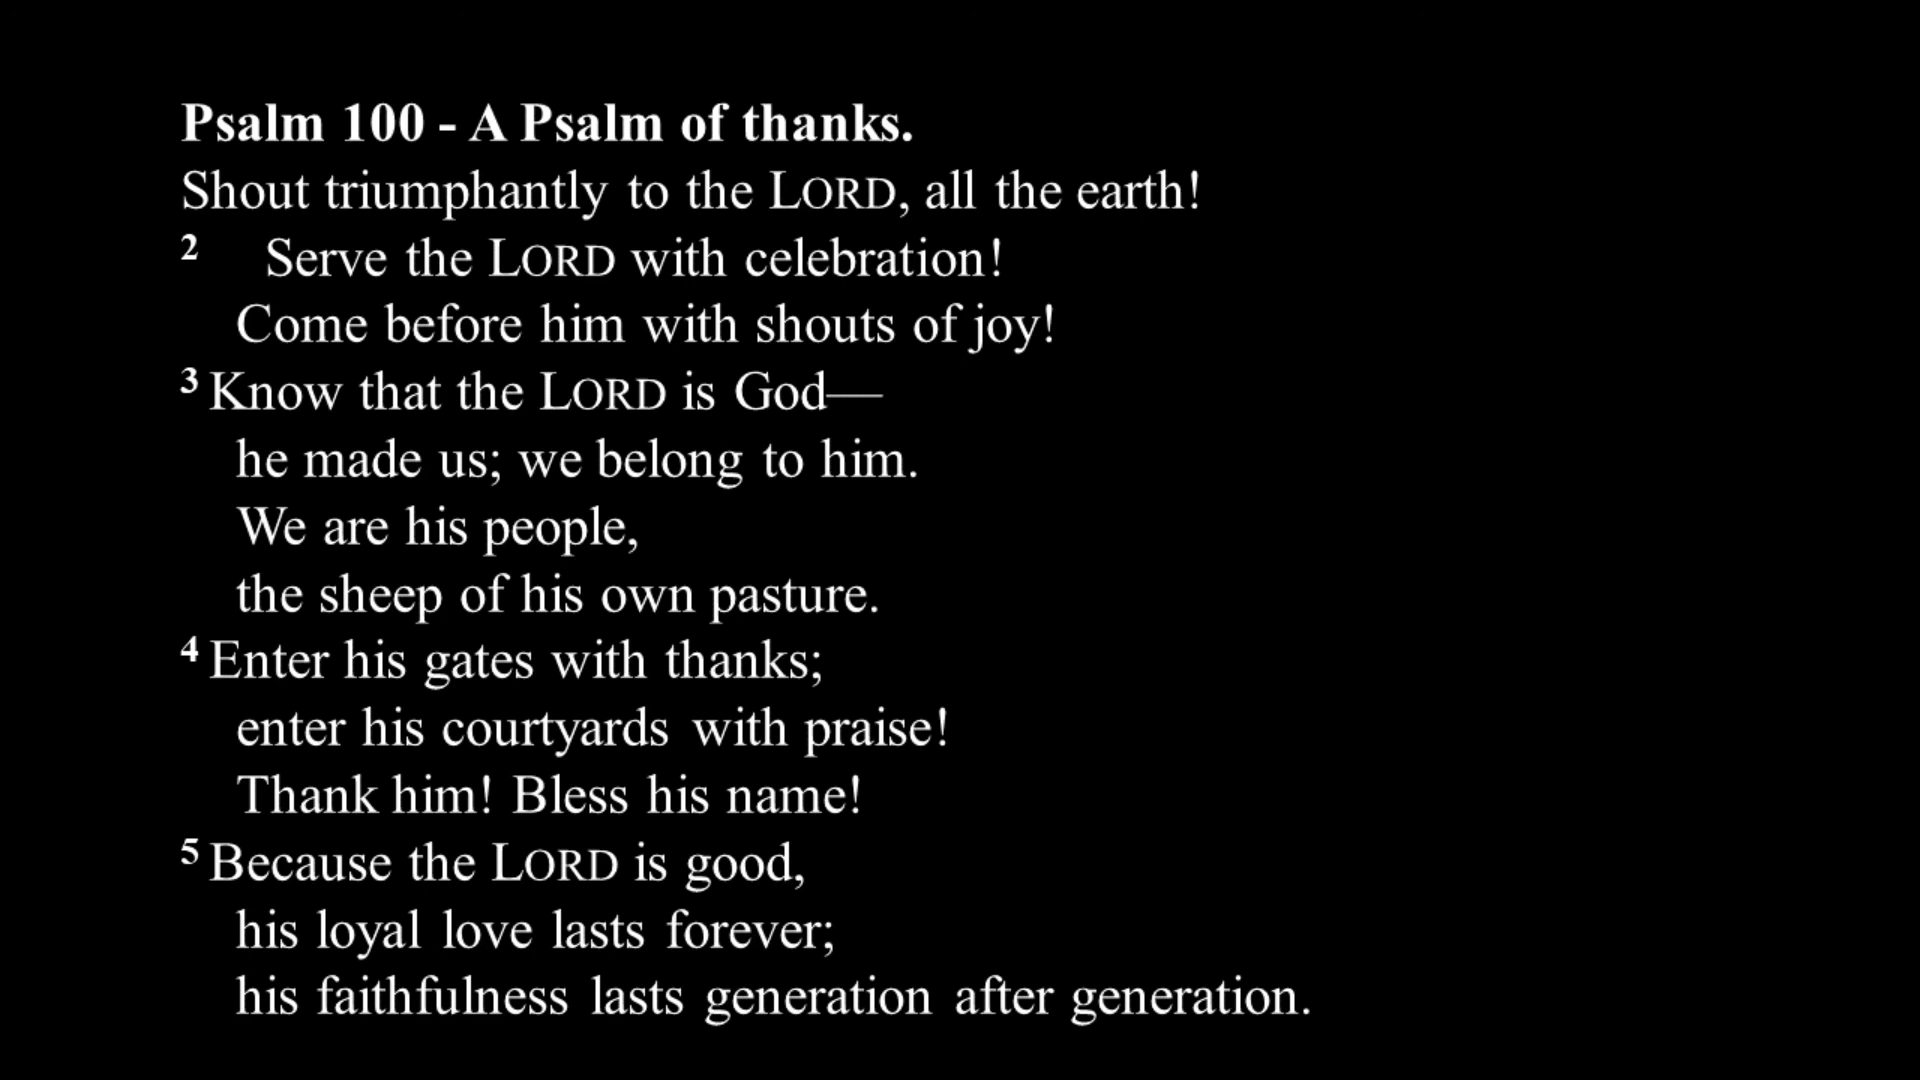 Psalm 100 - A Psalm of thanks.
Shout triumphantly to the LORD, all the earth!
2 Serve the LORD with celebration!
Come before him with shouts of joy!
3 Know that the LORD is God—
he made us; we belong to him.
We are his people,
the sheep of his own pasture.
4 Enter his gates with thanks;
enter his courtyards with praise!
Thank him! Bless his name!
5 Because the LORD is good,
his loyal love lasts forever;
his faithfulness lasts generation after generation.